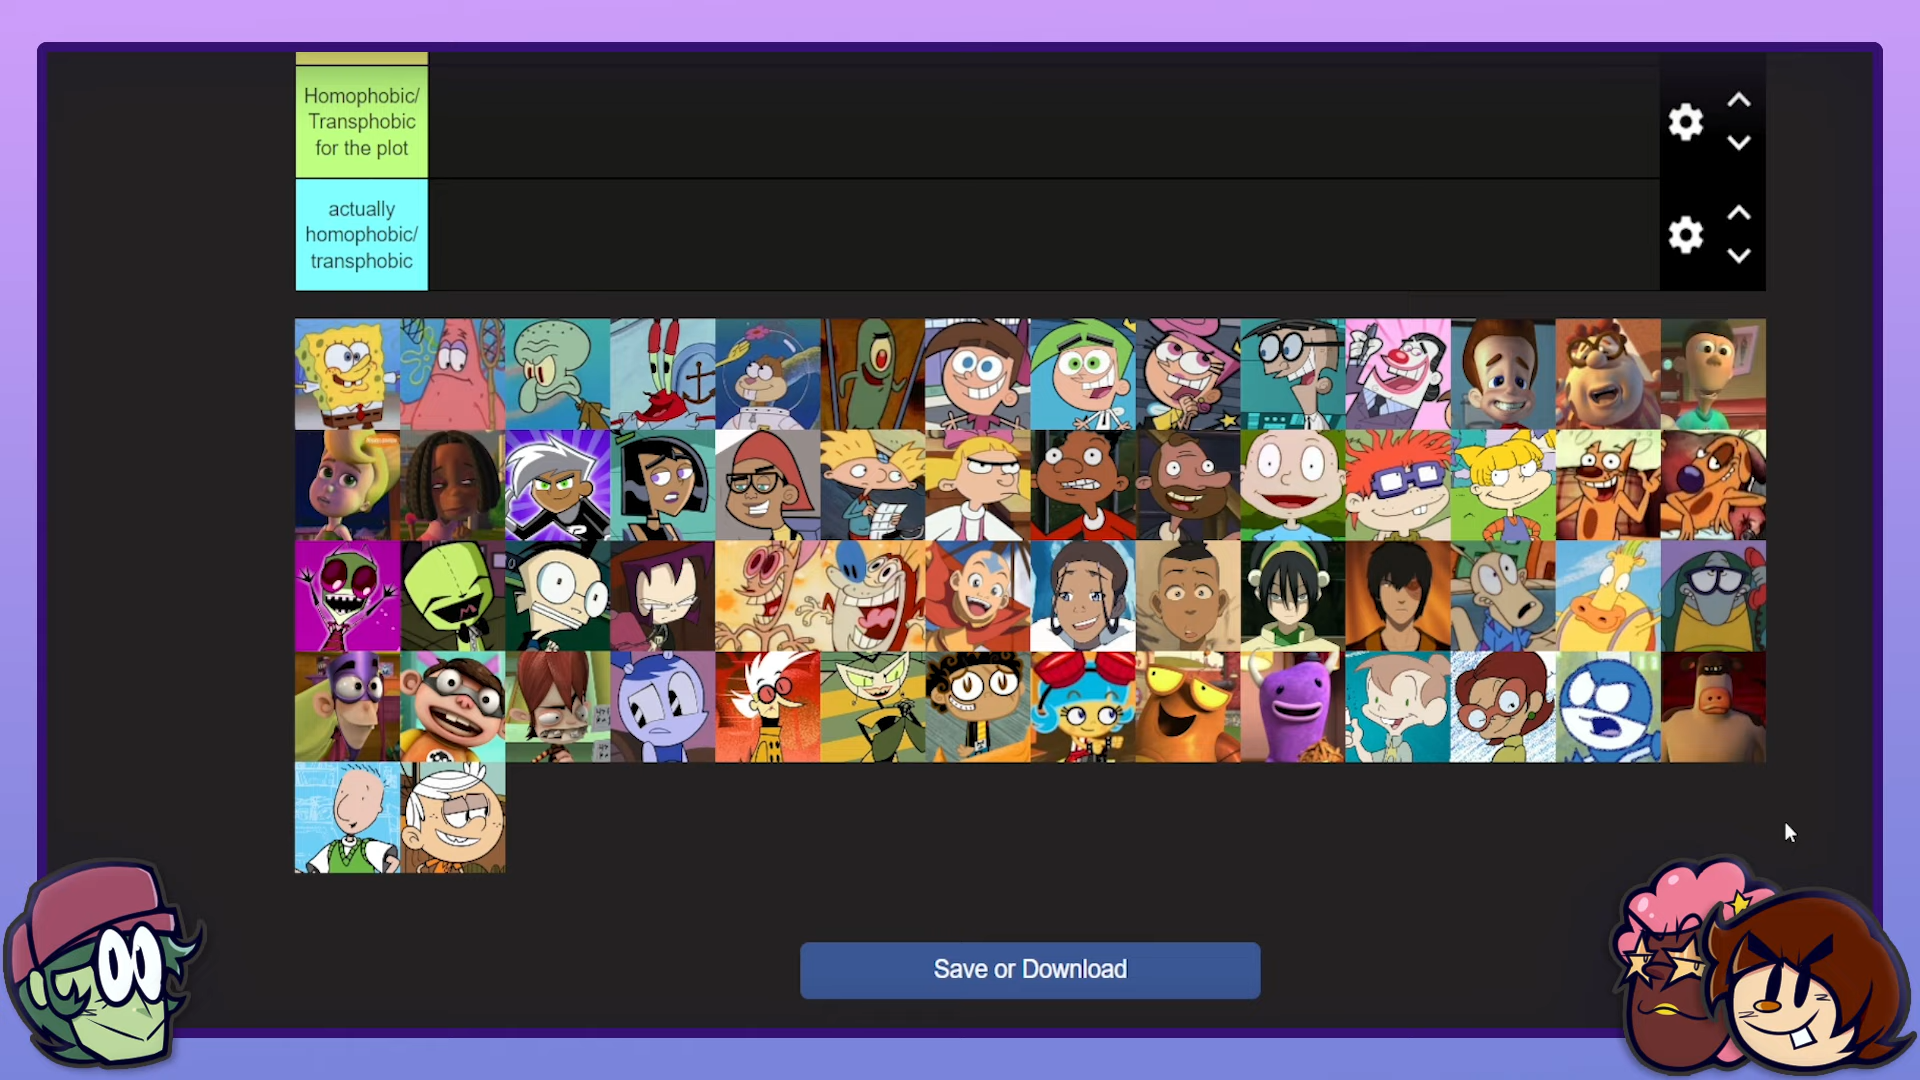 Homophobic/
Transphobic
for the plot
actually
homophobic/
transphobic
Save or Download